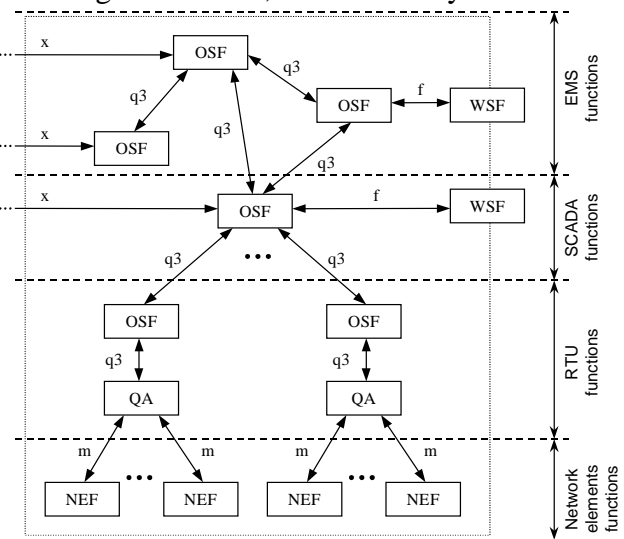 x
OSF
q3
f
q3
OSF
WSF
EMS
functions
x
OSF
q3
q3
x
OSF
f
WSF
SCADA
functions
...
q3
q3
OSF
OSF
q3
q3
RTU
functions
QA
QA
m
m
m
m
...
...
NEF
NEF
NEF
NEF
Network
elements
functions